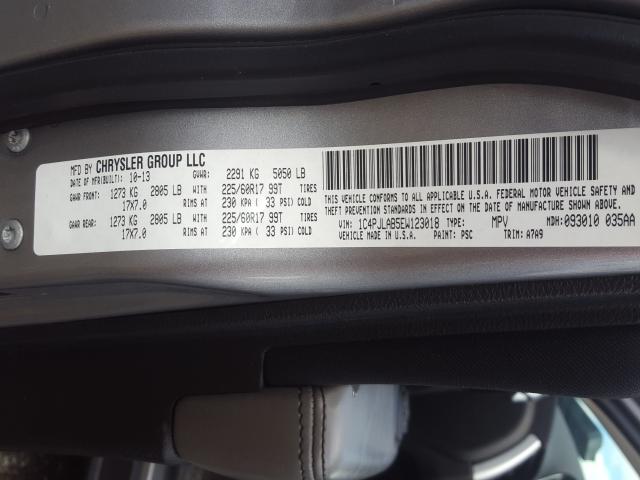 MFD BY CHRYSLER GROUP LLC
DATE OF MFR(BUILT): 10-13 GVWR: 2291 KG 5050 LB
GAWR FRONT: 1273 KG 2805 LB WITH 225/60R17 99T TIRES
17X7.0 RIMS AT 230 KPA ( 33 PSI) COLD
GAWR REAR: 1273 KG 2805 LB WITH 225/60R17 99T TIRES
17X7.0 RIMS AT 230 KPA ( 33 PSI) COLD
THIS VEHICLE CONFORMS TO ALL APPLICABLE U.S.A. FEDERAL MOTOR VEHICLE SAFETY AND
THEFT PREVENTION STANDARDS IN EFFECT ON THE DATE OF MANUFACTURE SHOWN ABOVE.
VIN: 1C4PJLAB5EW123018 TYPE: MPV MDH: 093010 035AA
VEHICLE MADE IN U.S.A. PAINT: PSC TRIM: A7A9